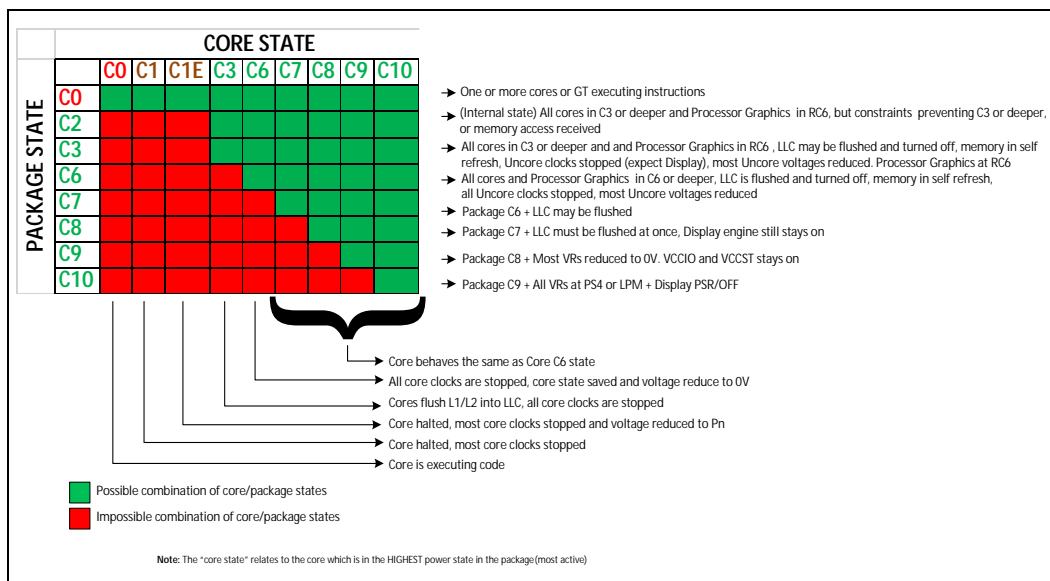 CORE STATE
C0 C1 C1E C3 C6 C7 C8 C9 C10
PACKAGE STATE
C0
C2
C3
C6
C7
C8
C9
C10
One or more cores or GT executing instructions
(Internal state) All cores in C3 or deeper and Processor Graphics in RC6, but constraints preventing C3 or deeper,
or memory access received
All cores in C3 or deeper and and Processor Graphics in RC6 , LLC may be flushed and turned off, memory in self
refresh, Uncore clocks stopped (expect Display), most Uncore voltages reduced. Processor Graphics at RC6
All cores and Processor Graphics in C6 or deeper, LLC is flushed and turned off, memory in self refresh,
all Uncore clocks stopped, most Uncore voltages reduced
Package C6 + LLC may be flushed
Package C7 + LLC must be flushed at once, Display engine still stays on
Package C8 + Most VRs reduced to 0V. VCCIO and VCCST stays on
Package C9 + All VRs at PS4 or LPM + Display PSR/OFF
Core behaves the same as Core C6 state
All core clocks are stopped, core state saved and voltage reduce to 0V
Cores flush L1/L2 into LLC, all core clocks are stopped
Core halted, most core clocks stopped and voltage reduced to Pn
Core halted, most core clocks stopped
Core is executing code
Possible combination of core/package states
Impossible combination of core/package states
Note: The "core state" relates to the core which is in the HIGHEST power state in the package (most active)